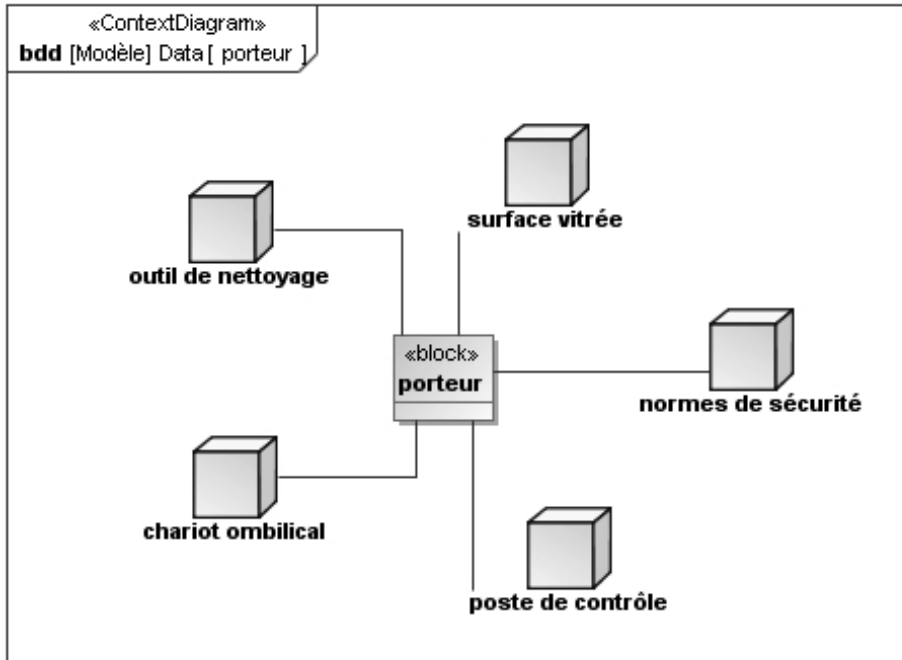 «ContextDiagram»
bdd [Modèle] Data [ porteur ]
surface vitrée
outil de nettoyage
«block»
porteur
normes de sécurité
chariot ombilical
poste de contrôle